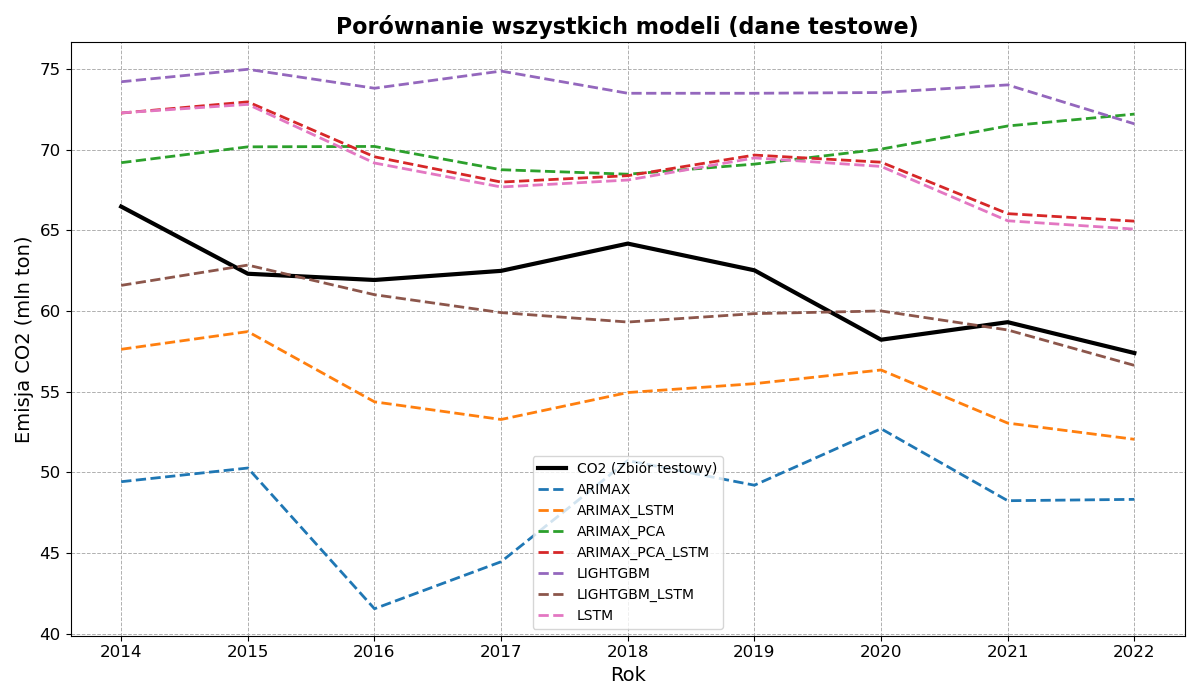 Porównanie wszystkich modeli (dane testowe)
Emisja CO2 (mln ton)
75
70
65
60
55
50
45
40
CO2 (Zbiór testowy)
ARIMAX
ARIMAX_LSTM
ARIMAX_PCA
ARIMAX_PCA_LSTM
LIGHTGBM
LIGHTGBM_LSTM
LSTM
2014 2015 2016 2017 2018 2019 2020 2021 2022
Rok